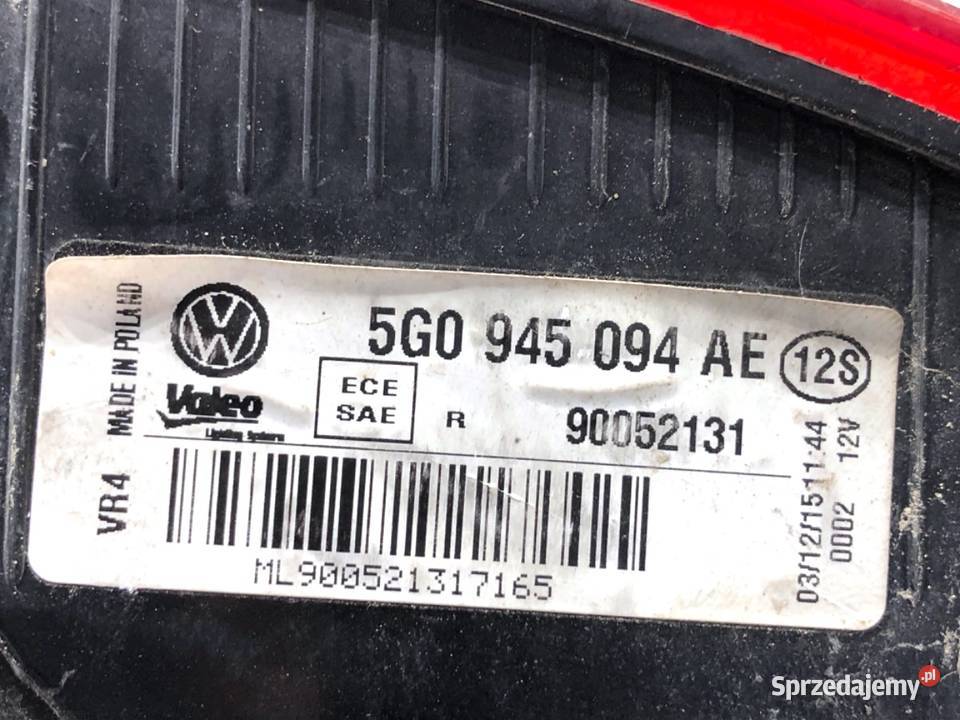 MADE IN POLAND
VR4
VW
5G0 945 094 AE
12S
Valeo
Lighting Systems
ECE
SAE
R
90052131
ML900521317165
03/12/15 11:44
0002 12V
Sprzedajemy.pl